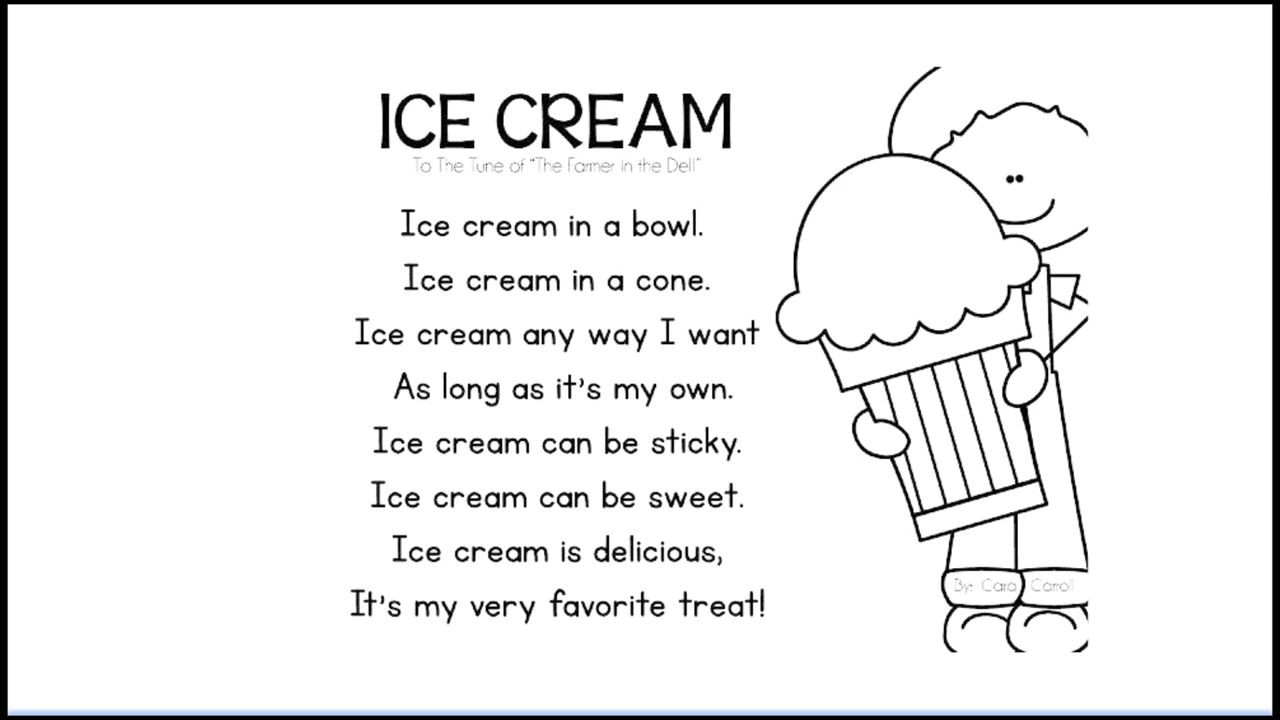 ICE CREAM
To The Tune of "The Farmer in the Dell"
Ice cream in a bowl.
Ice cream in a cone.
Ice cream any way I want
As long as it's my own.
Ice cream can be sticky.
Ice cream can be sweet.
Ice cream is delicious,
It's my very favorite treat!
By: Cara Carroll